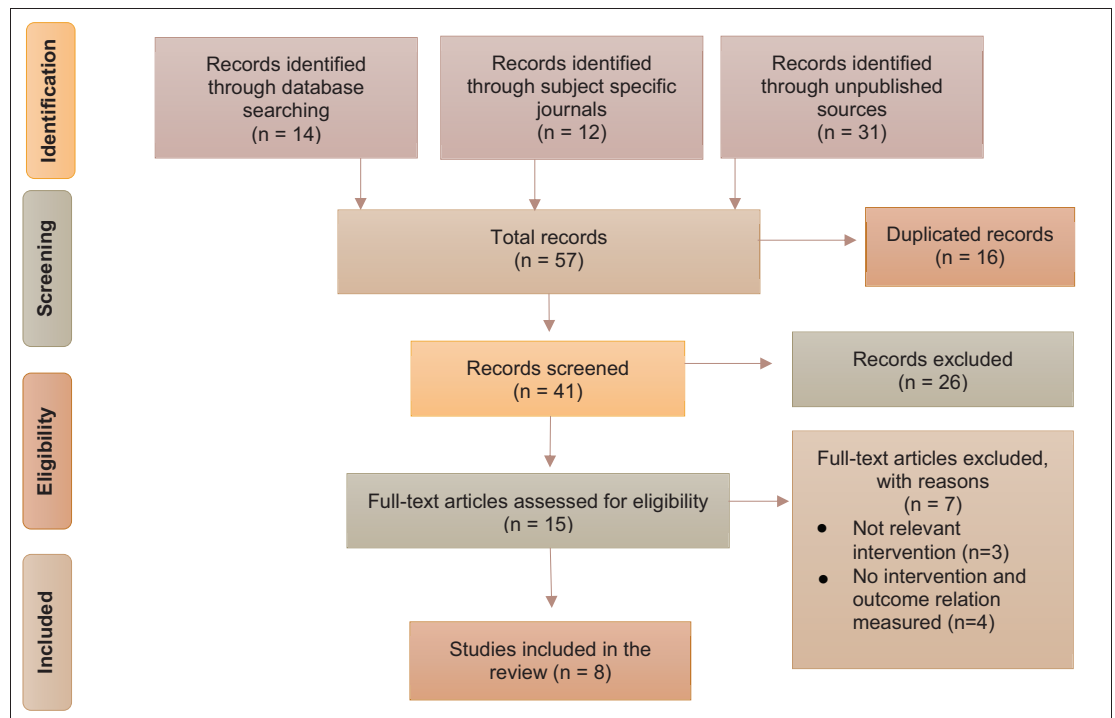 Identification
Records identified
through database
searching
(n = 14)
Records identified
through subject specific
journals
(n = 12)
Records identified
through unpublished
sources
(n = 31)
Screening
Total records
(n = 57)
Duplicated records
(n = 16)
Records screened
(n = 41)
Records excluded
(n = 26)
Eligibility
Full-text articles assessed for eligibility
(n = 15)
Full-text articles excluded,
with reasons
(n = 7)
● Not relevant
intervention (n=3)
● No intervention and
outcome relation
measured (n=4)
Included
Studies included in the
review (n = 8)